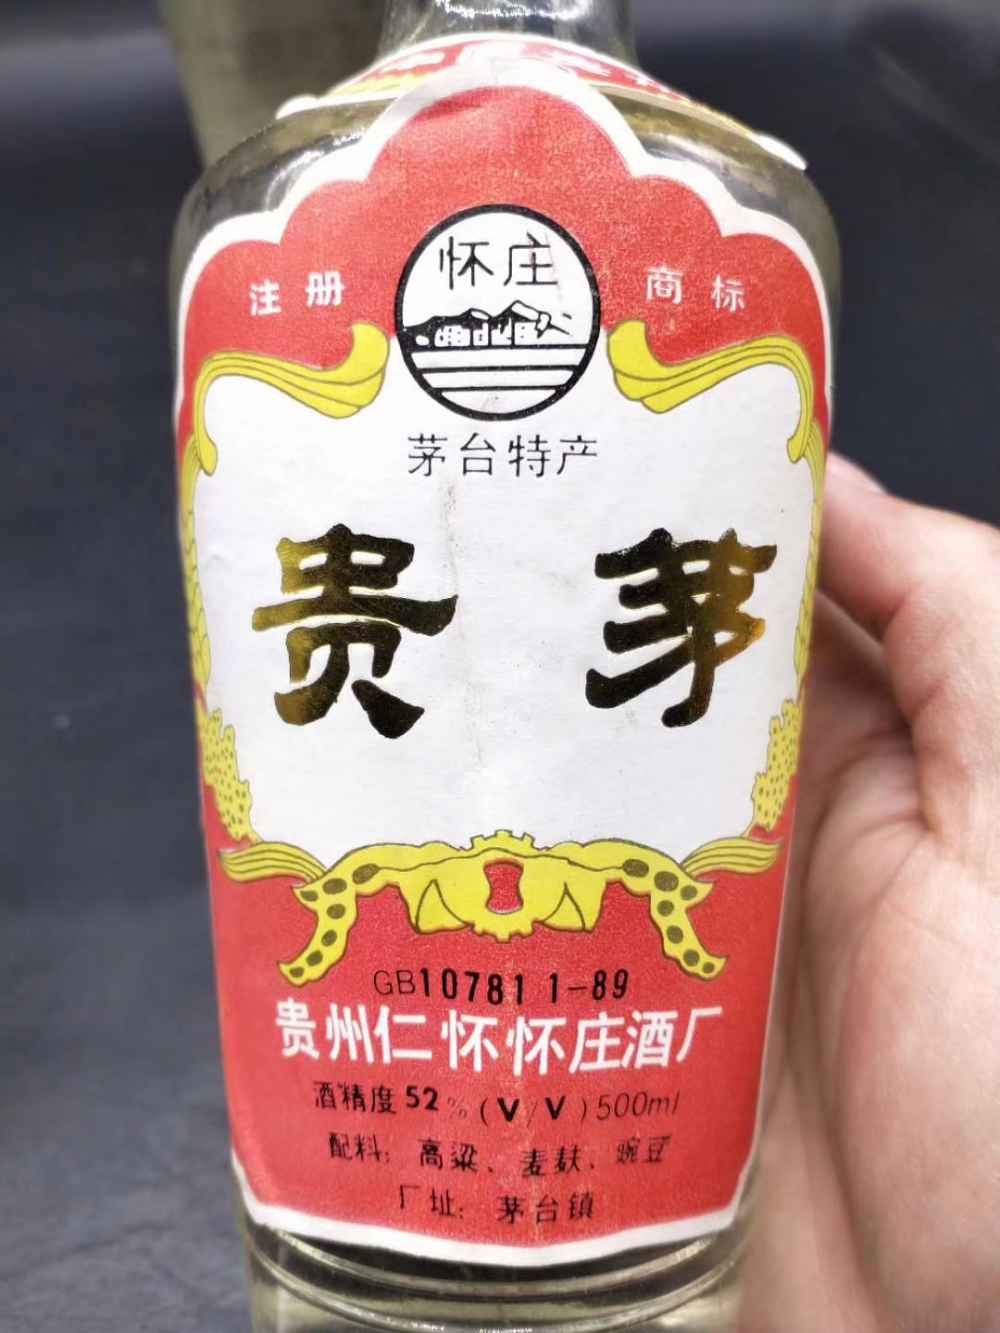 怀庄
注册 商标
茅台特产
贵茅
GB10781 1-89
贵州仁怀怀庄酒厂
酒精度52%(V/V)500ml
配料:高粱、麦麸、豌豆
厂址:茅台镇